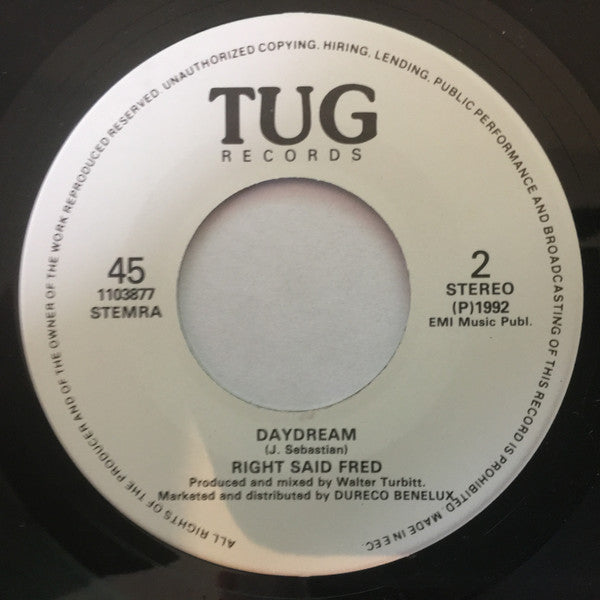 ALL RIGHTS OF THE PRODUCER AND OF THE OWNER OF THE WORK REPRODUCED RESERVED. UNAUTHORIZED COPYING, HIRING, LENDING, PUBLIC PERFORMANCE AND BROADCASTING OF THIS RECORD IS PROHIBITED. MADE IN EEC.
TUG
RECORDS
45
1103877
STEMRA
2
STEREO
(P)1992
EMI Music Publ.
DAYDREAM
(J. Sebastian)
RIGHT SAID FRED
Produced and mixed by Walter Turbitt.
Marketed and distributed by DURECO BENELUX